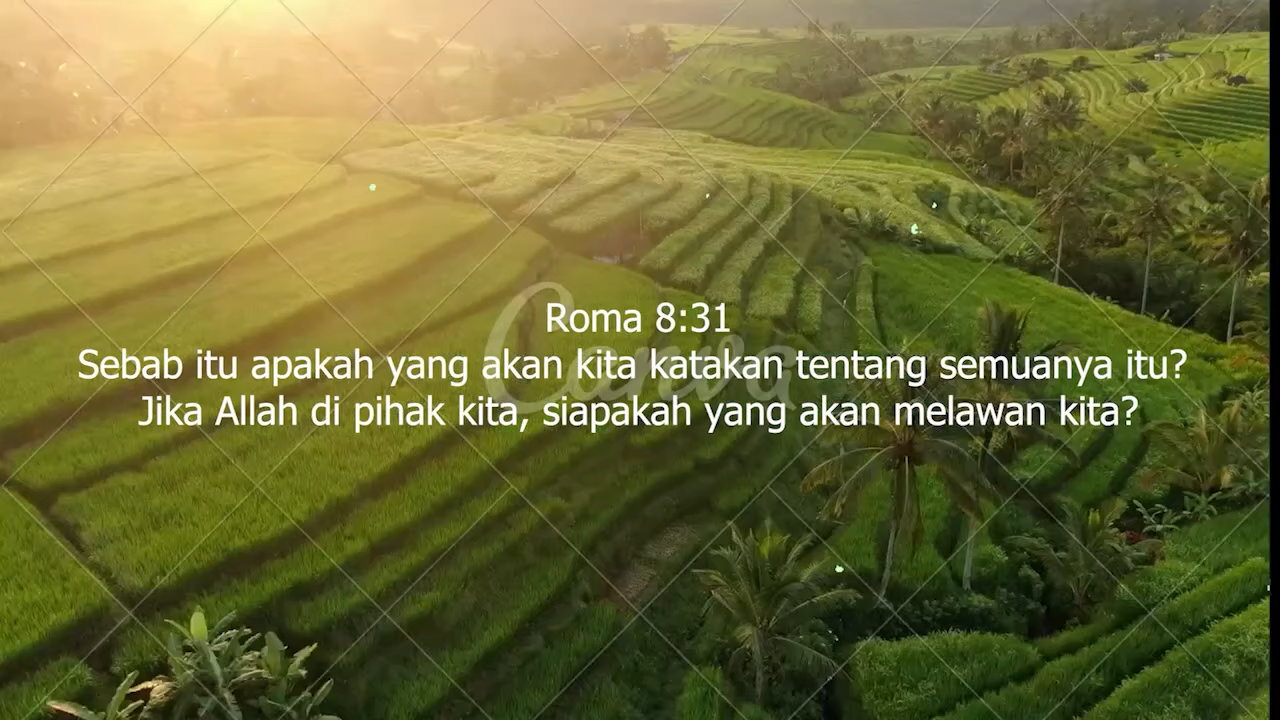 Roma 8:31
Sebab itu apakah yang akan kita katakan tentang semuanya itu?
Jika Allah di pihak kita, siapakah yang akan melawan kita?
Canva